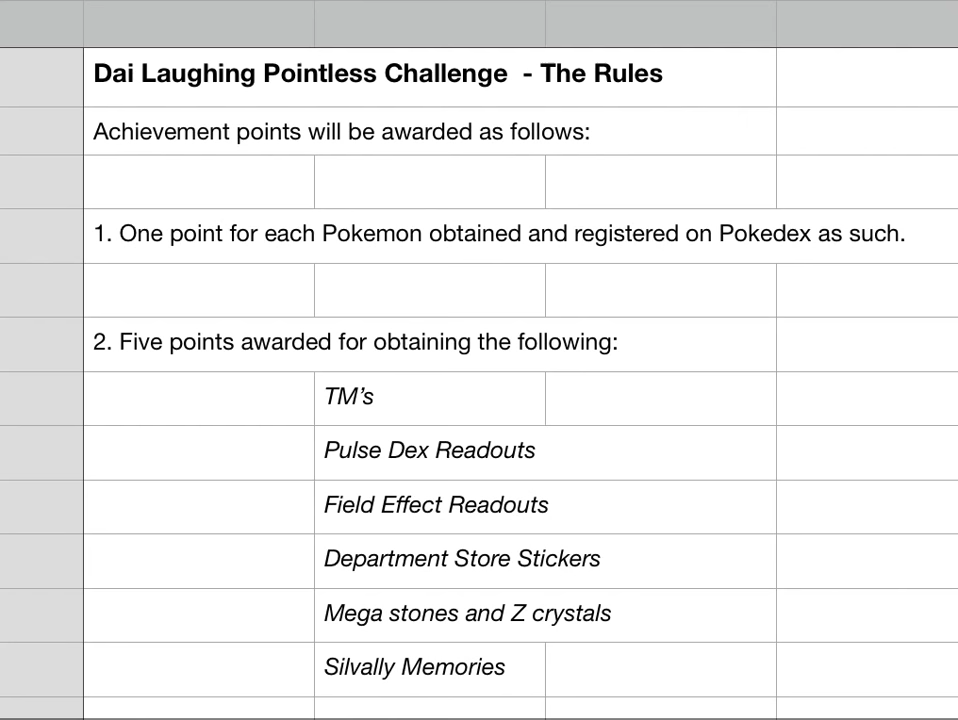 Dai Laughing Pointless Challenge - The Rules
Achievement points will be awarded as follows:
1. One point for each Pokemon obtained and registered on Pokedex as such.
2. Five points awarded for obtaining the following:
TM’s
Pulse Dex Readouts
Field Effect Readouts
Department Store Stickers
Mega stones and Z crystals
Silvally Memories